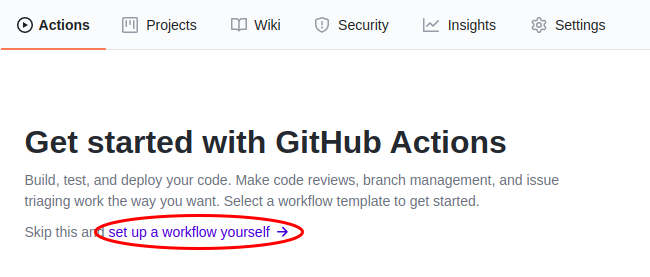 Actions Projects Wiki Security Insights Settings
Get started with GitHub Actions
Build, test, and deploy your code. Make code reviews, branch management, and issue
triaging work the way you want. Select a workflow template to get started.
Skip this and set up a workflow yourself →